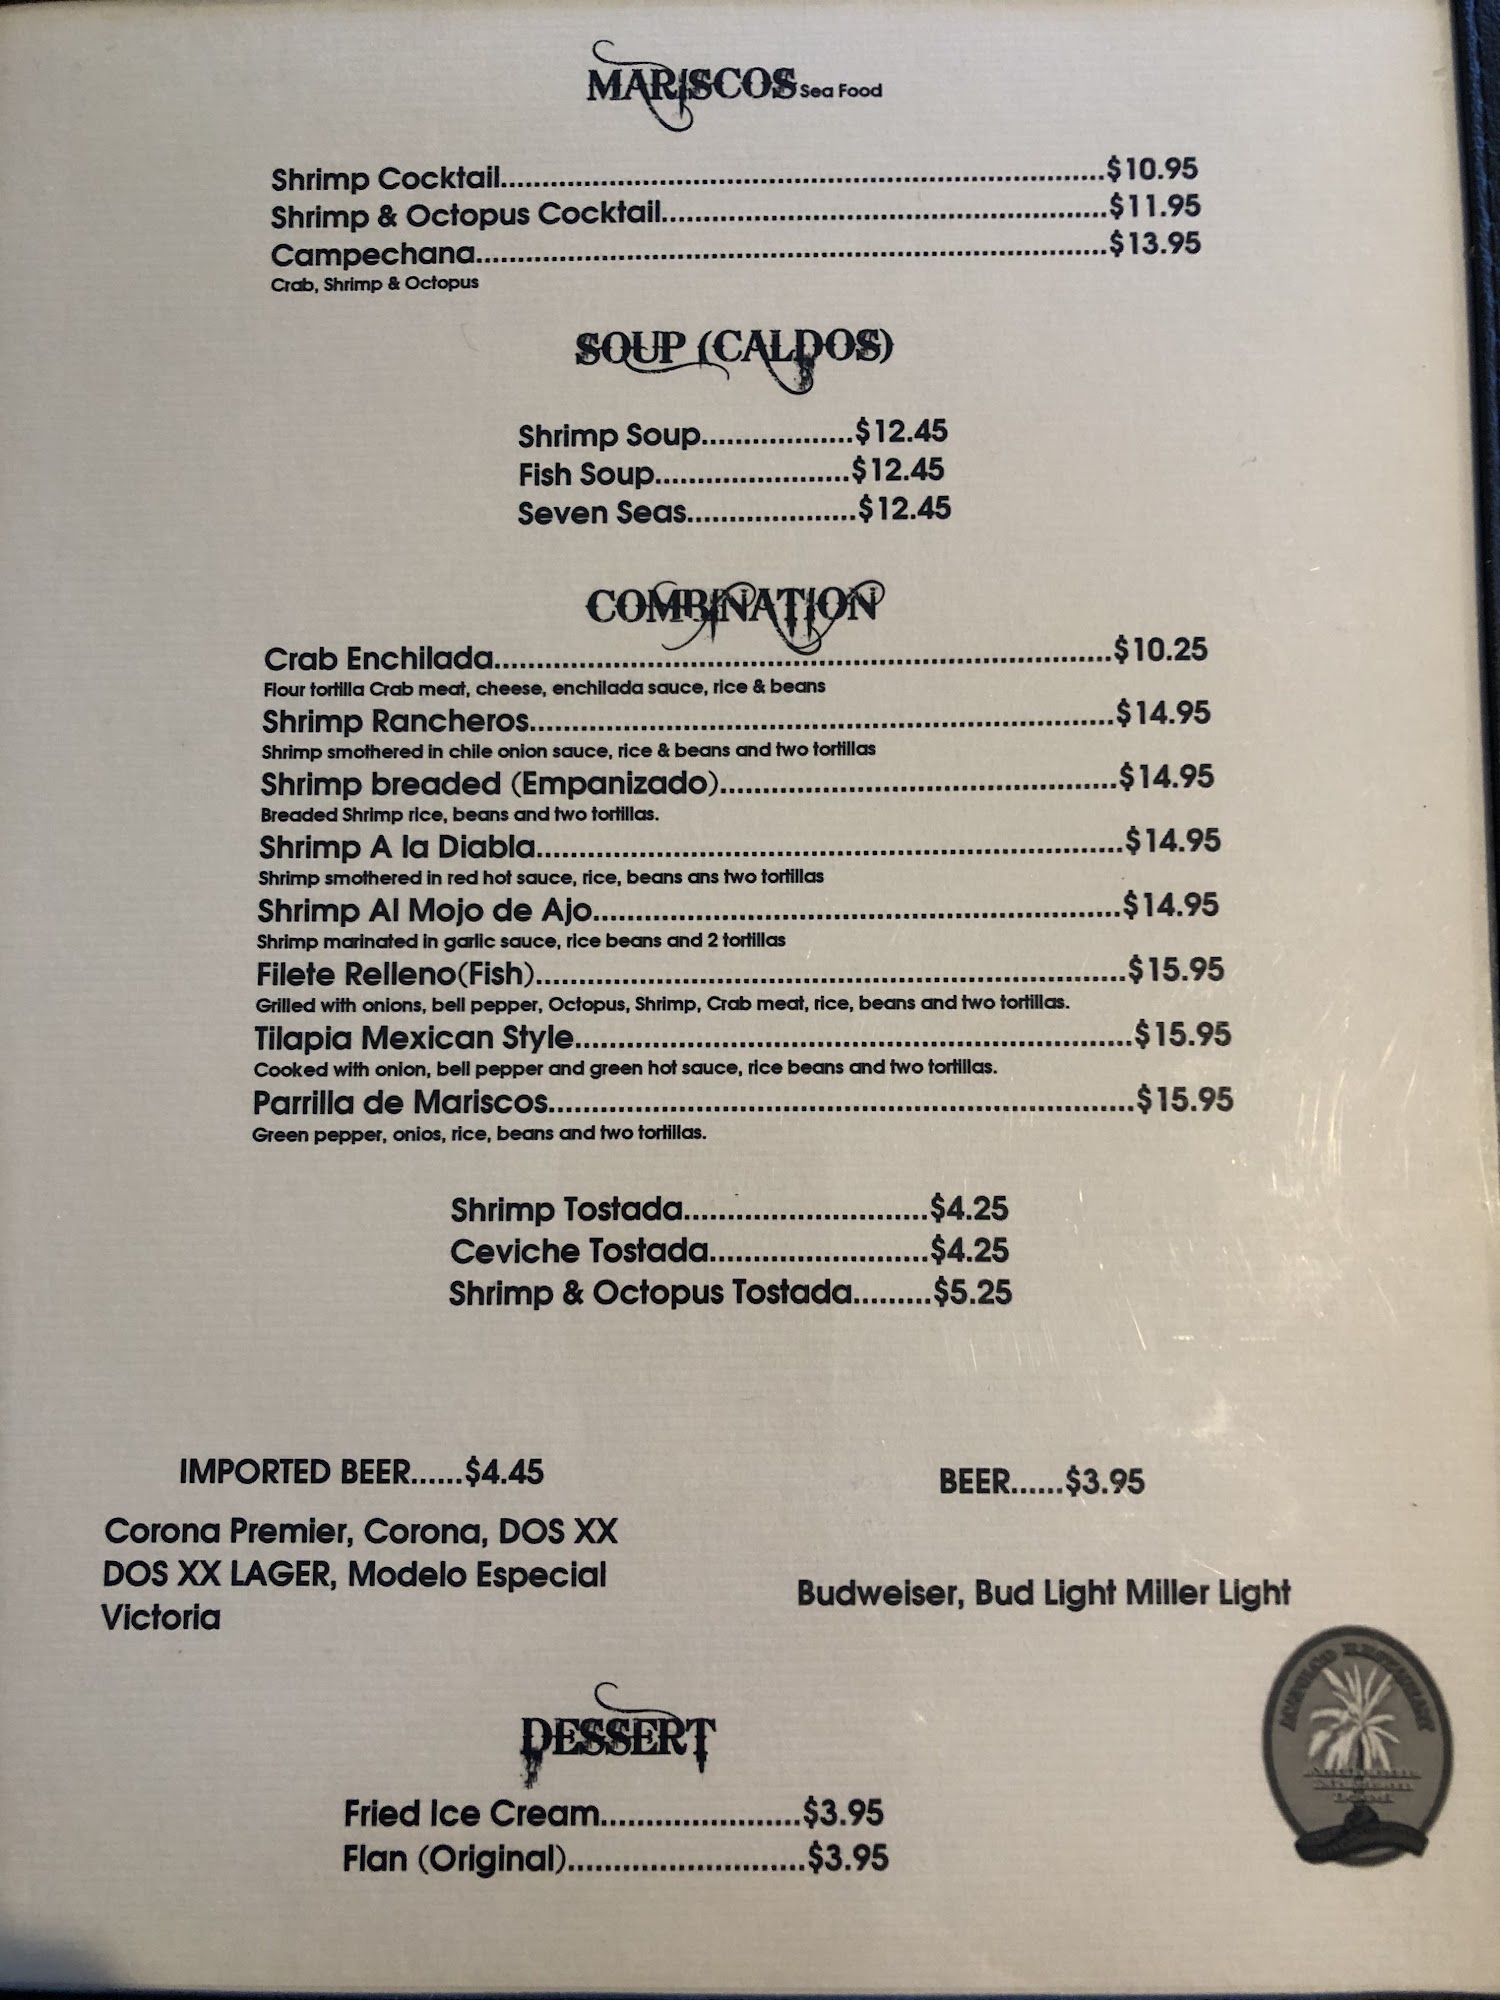 MARISCOS Sea Food
Shrimp Cocktail.......................................................................$10.95
Shrimp & Octopus Cocktail....................................................$11.95
Campechana..........................................................................$13.95
Crab, Shrimp & Octopus
SOUP (CALDOS)
Shrimp Soup..................$12.45
Fish Soup.......................$12.45
Seven Seas....................$12.45
COMBINATION
Crab Enchilada.........................................................................$10.25
Flour tortilla Crab meat, cheese, enchilada sauce, rice & beans
Shrimp Rancheros.....................................................................$14.95
Shrimp smothered in chile onion sauce, rice & beans and two tortillas
Shrimp breaded (Empanizado)...............................................$14.95
Breaded Shrimp rice, beans and two tortillas.
Shrimp A la Diabla.....................................................................$14.95
Shrimp smothered in red hot sauce, rice, beans ans two tortillas
Shrimp Al Mojo de Ajo..............................................................$14.95
Shrimp marinated in garlic sauce, rice beans and 2 tortillas
Filete Relleno(Fish).....................................................................$15.95
Grilled with onions, bell pepper, Octopus, Shrimp, Crab meat, rice, beans and two tortillas.
Tilapia Mexican Style.................................................................$15.95
Cooked with onion, bell pepper and green hot sauce, rice beans and two tortillas.
Parrilla de Mariscos....................................................................$15.95
Green pepper, onios, rice, beans and two tortillas.
Shrimp Tostada............................$4.25
Ceviche Tostada.........................$4.25
Shrimp & Octopus Tostada.........$5.25
IMPORTED BEER......$4.45
Corona Premier, Corona, DOS XX
DOS XX LAGER, Modelo Especial
Victoria
BEER......$3.95
Budweiser, Bud Light Miller Light
DESSERT
Fried Ice Cream.......................$3.95
Flan (Original)...........................$3.95